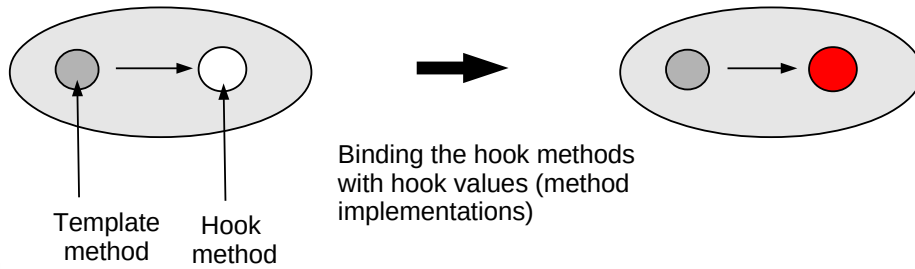 Binding the hook methods
with hook values (method
implementations)
Template
method
Hook
method